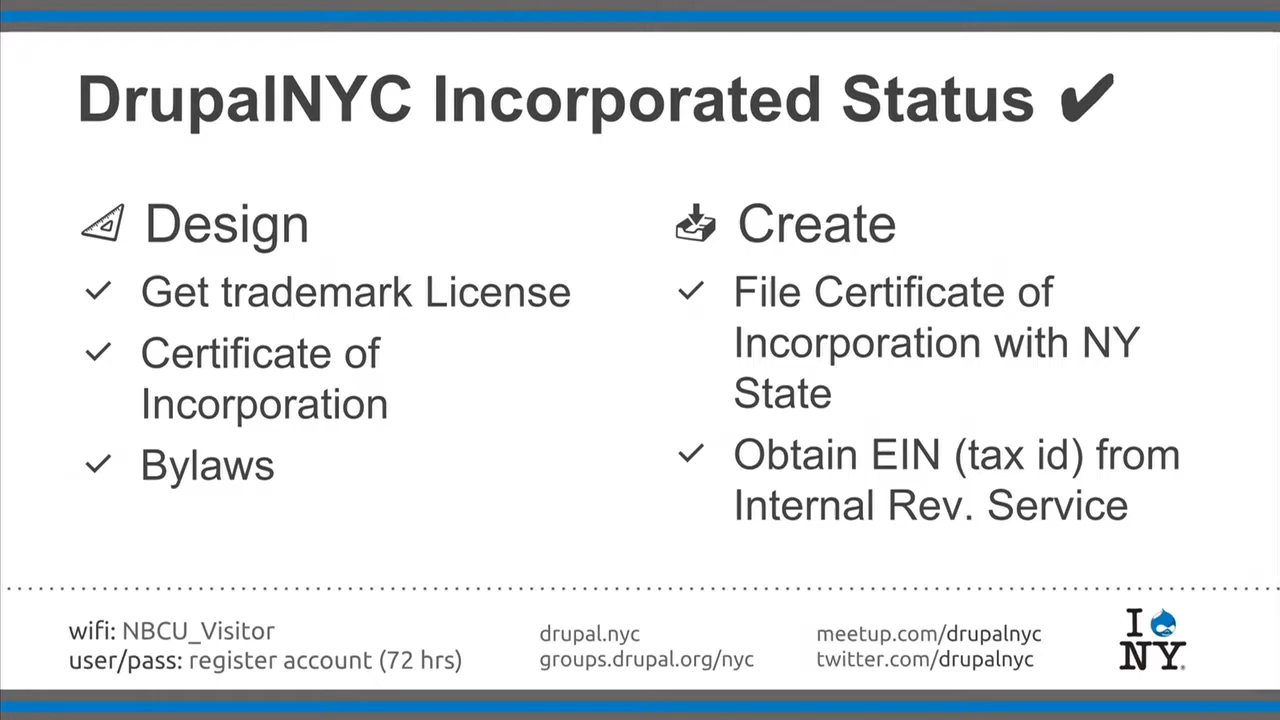 DrupalNYC Incorporated Status ✔
Design
✓ Get trademark License
✓ Certificate of
Incorporation
✓ Bylaws
Create
✓ File Certificate of
Incorporation with NY
State
✓ Obtain EIN (tax id) from
Internal Rev. Service
wifi: NBCU_Visitor
user/pass: register account (72 hrs)
drupal.nyc
groups.drupal.org/nyc
meetup.com/drupalnyc
twitter.com/drupalnyc
I
NY®